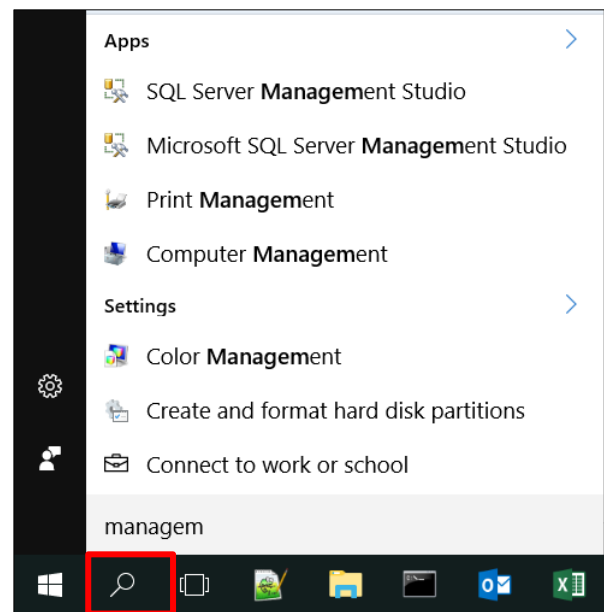 Apps
SQL Server Management Studio
Microsoft SQL Server Management Studio
Print Management
Computer Management
Settings
Color Management
Create and format hard disk partitions
Connect to work or school
managem